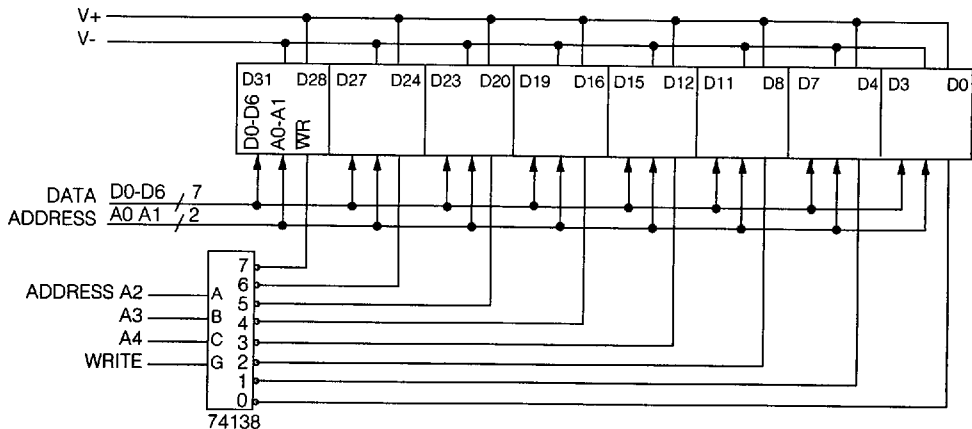 V+
V-
D31 D28 D27 D24 D23 D20 D19 D16 D15 D12 D11 D8 D7 D4 D3 D0
D0-D6
A0-A1
WR
DATA D0-D6 7
ADDRESS A0 A1 2
7
6
ADDRESS A2 A 5
A3 B 4
A4 C 3
WRITE G 2
1
0
74138